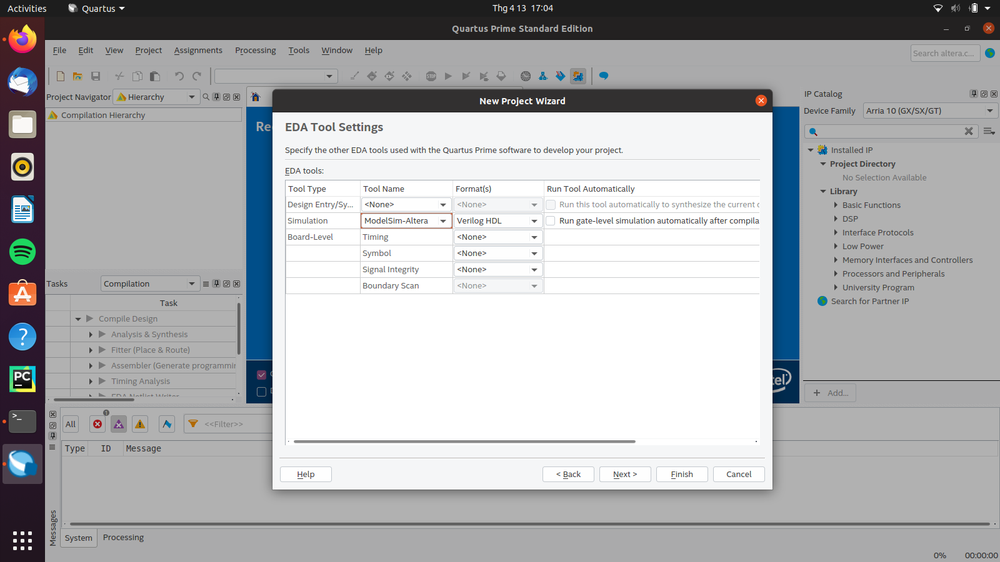 Activities
Quartus
Thg 4 13 17:04
Quartus Prime Standard Edition
File Edit View Project Assignments Processing Tools Window Help
Search altera.c...
Project Navigator
Hierarchy
Compilation Hierarchy
IP Catalog
Device Family
Arria 10 (GX/SX/GT)
Installed IP
Project Directory
No Selection Available
Library
Basic Functions
DSP
Interface Protocols
Low Power
Memory Interfaces and Controllers
Processors and Peripherals
University Program
Search for Partner IP
+ Add...
New Project Wizard
EDA Tool Settings
Specify the other EDA tools used with the Quartus Prime software to develop your project.
EDA tools:
Tool Type Tool Name Format(s) Run Tool Automatically
Design Entry/Sy... <None> <None> Run this tool automatically to synthesize the current
Simulation ModelSim-Altera Verilog HDL Run gate-level simulation automatically after compila
Board-Level Timing <None>
Symbol <None>
Signal Integrity <None>
Boundary Scan <None>
Help < Back Next > Finish Cancel
Tasks
Compilation
Task
Compile Design
Analysis & Synthesis
Fitter (Place & Route)
Assembler (Generate programmin
Timing Analysis
EDA Netlist Writer
All
1
<<Filter>>
Type ID Message
Messages
System Processing
0% 00:00:00
PC
STOP